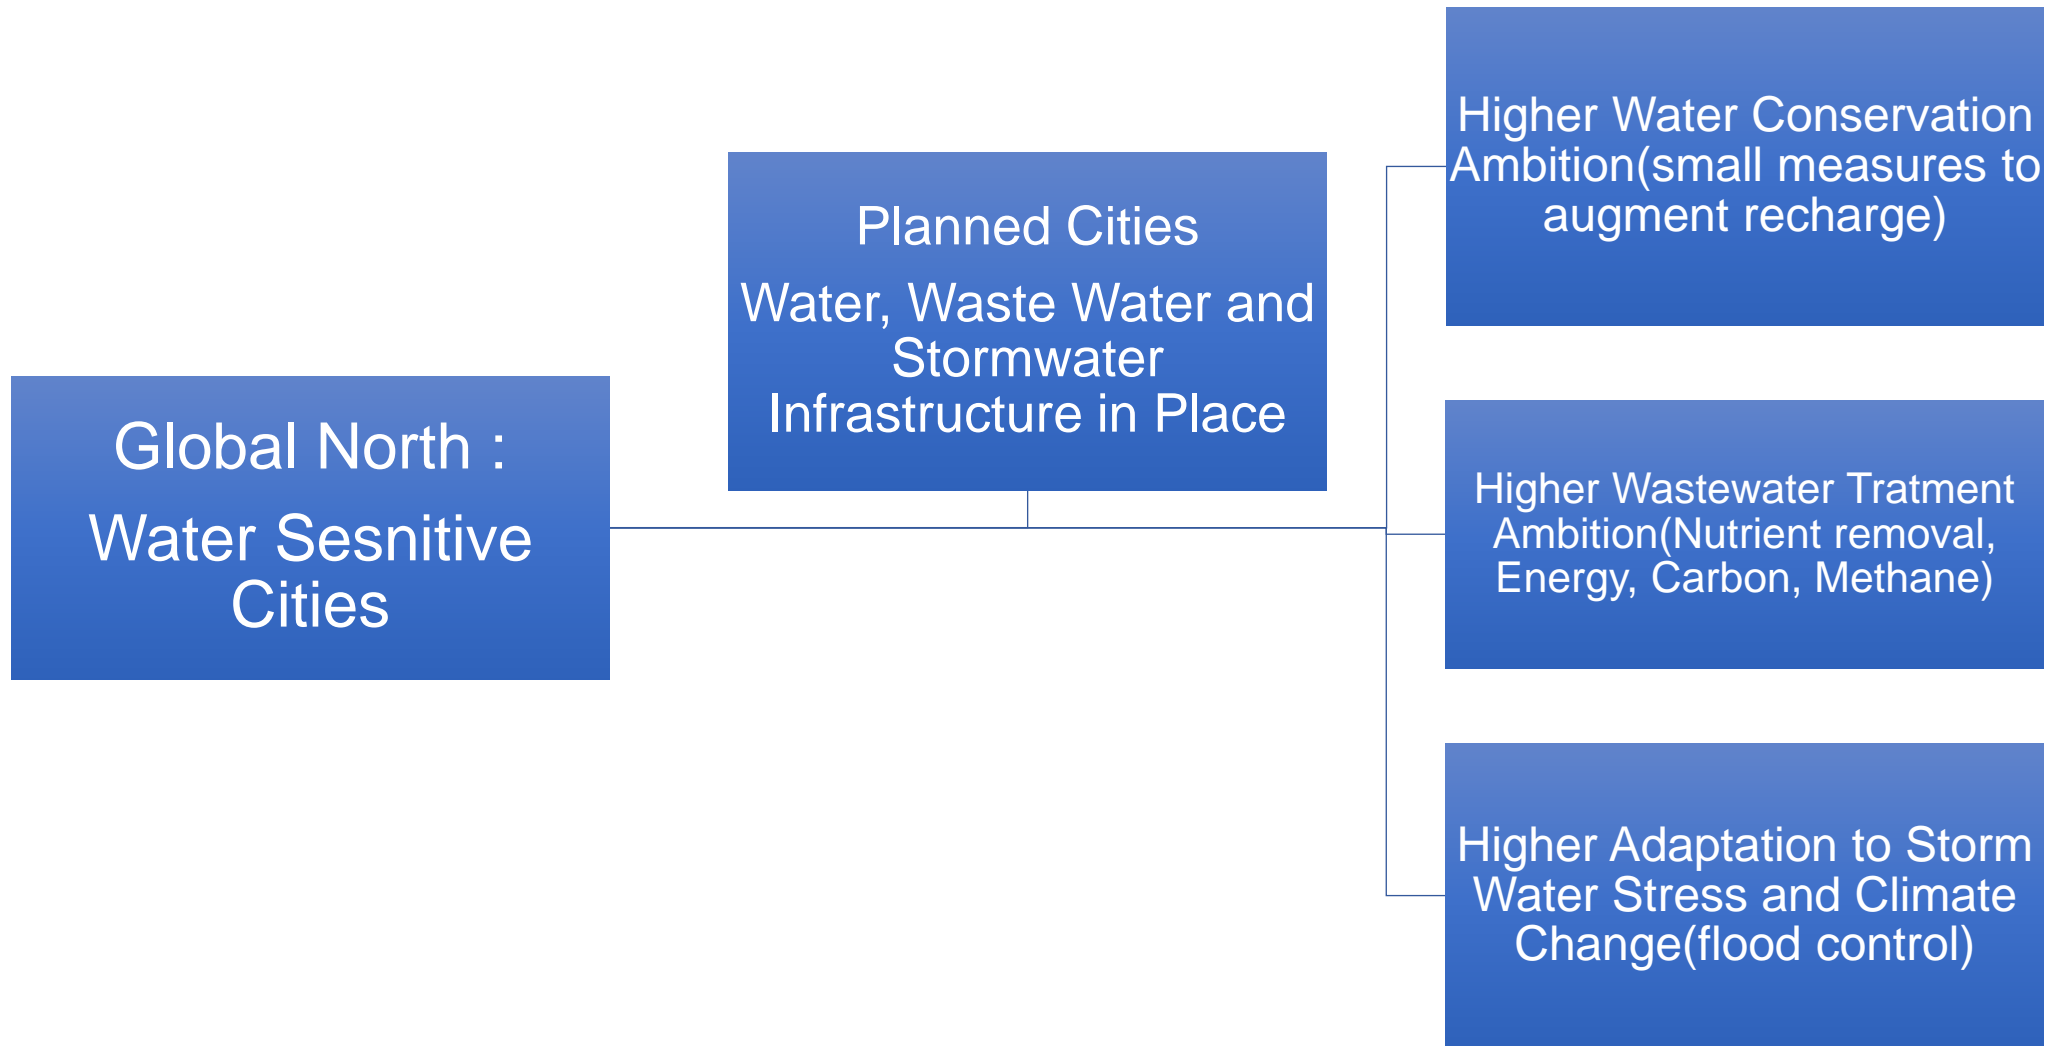 Global North :
Water Sesnitive
Cities
Planned Cities
Water, Waste Water and
Stormwater
Infrastructure in Place
Higher Water Conservation
Ambition(small measures to
augment recharge)
Higher Wastewater Tratment
Ambition(Nutrient removal,
Energy, Carbon, Methane)
Higher Adaptation to Storm
Water Stress and Climate
Change(flood control)